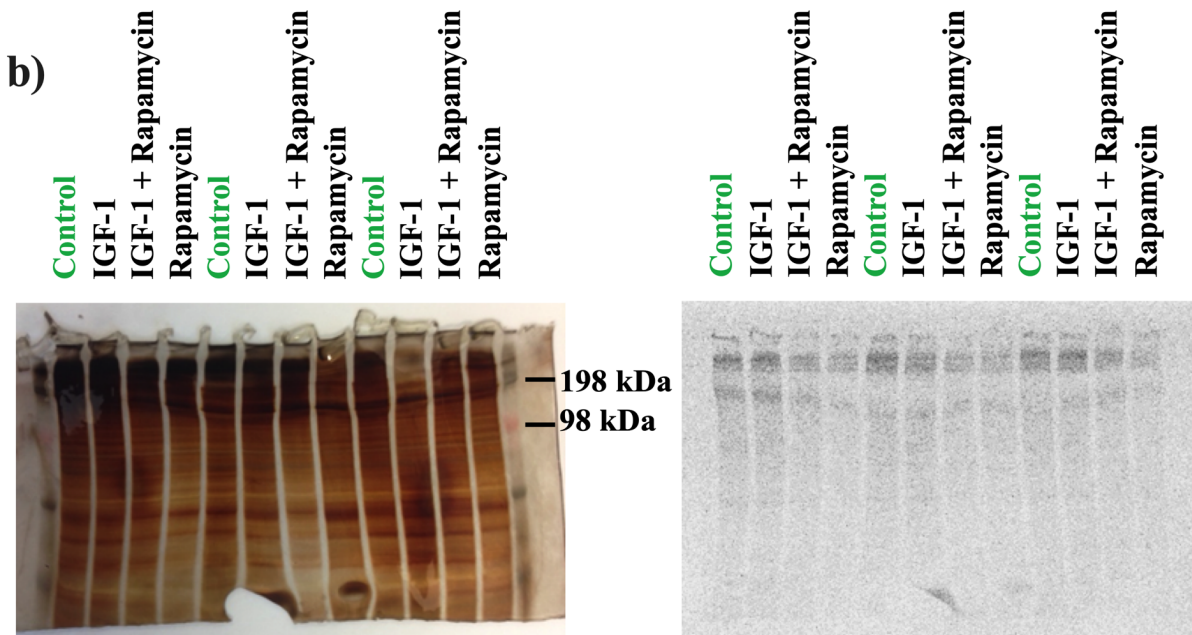 b)
Control
IGF-1
IGF-1 + Rapamycin
Rapamycin
Control
IGF-1
IGF-1 + Rapamycin
Rapamycin
Control
IGF-1
IGF-1 + Rapamycin
Rapamycin
198 kDa
98 kDa
Control
IGF-1
IGF-1 + Rapamycin
Rapamycin
Control
IGF-1
IGF-1 + Rapamycin
Rapamycin
Control
IGF-1
IGF-1 + Rapamycin
Rapamycin